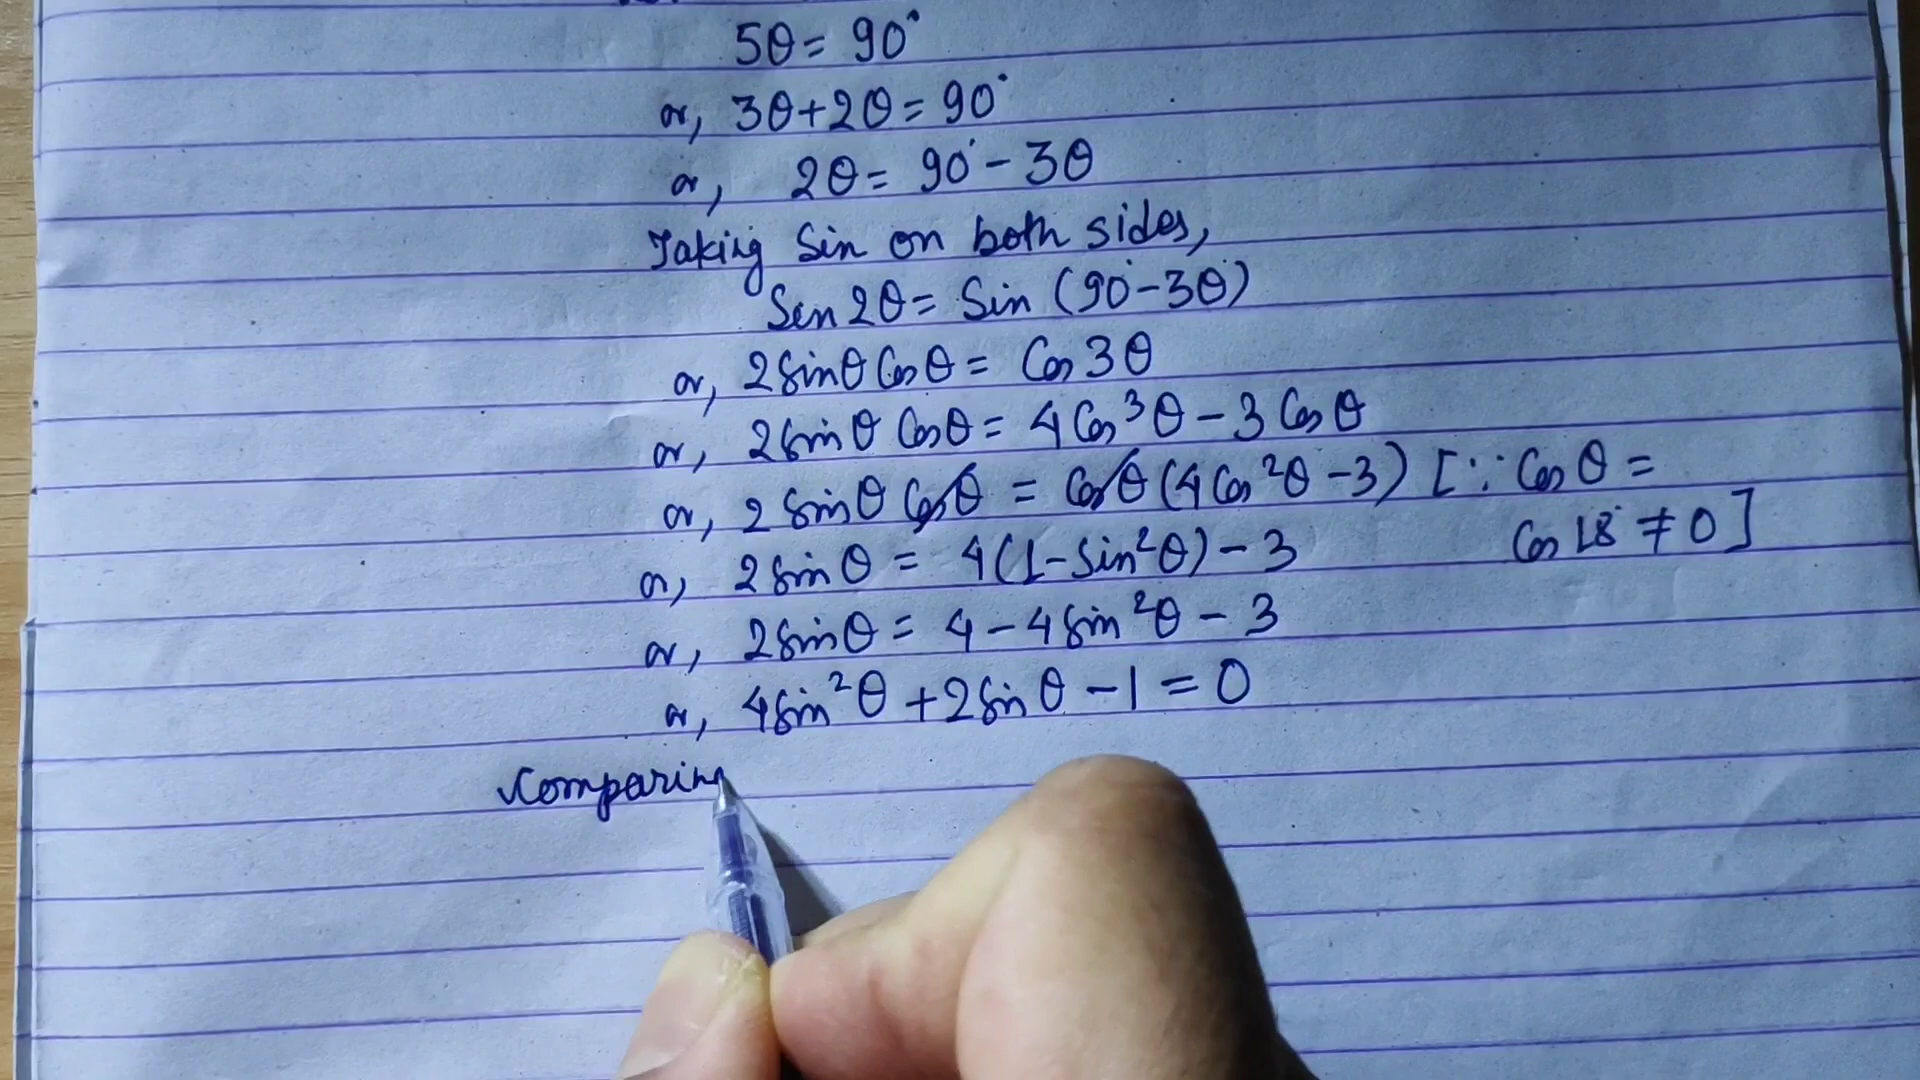 5θ = 90°
or, 3θ+2θ = 90°
or, 2θ = 90° - 3θ
Taking Sin on both sides,
Sin 2θ = Sin (90° - 3θ)
or, 2 Sinθ Cosθ = Cos 3θ
or, 2 Sinθ Cosθ = 4 Cos³θ - 3 Cosθ
or, 2 Sinθ Cosθ = Cosθ (4 Cos²θ - 3) [∵ Cosθ =
Cos 18° ≠ 0]
or, 2 Sinθ = 4(1 - Sin²θ) - 3
or, 2 Sinθ = 4 - 4 Sin²θ - 3
or, 4 Sin²θ + 2 Sinθ - 1 = 0
Comparin